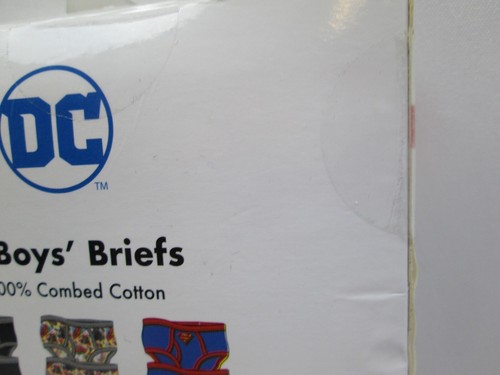 DC
TM
Boys' Briefs
00% Combed Cotton